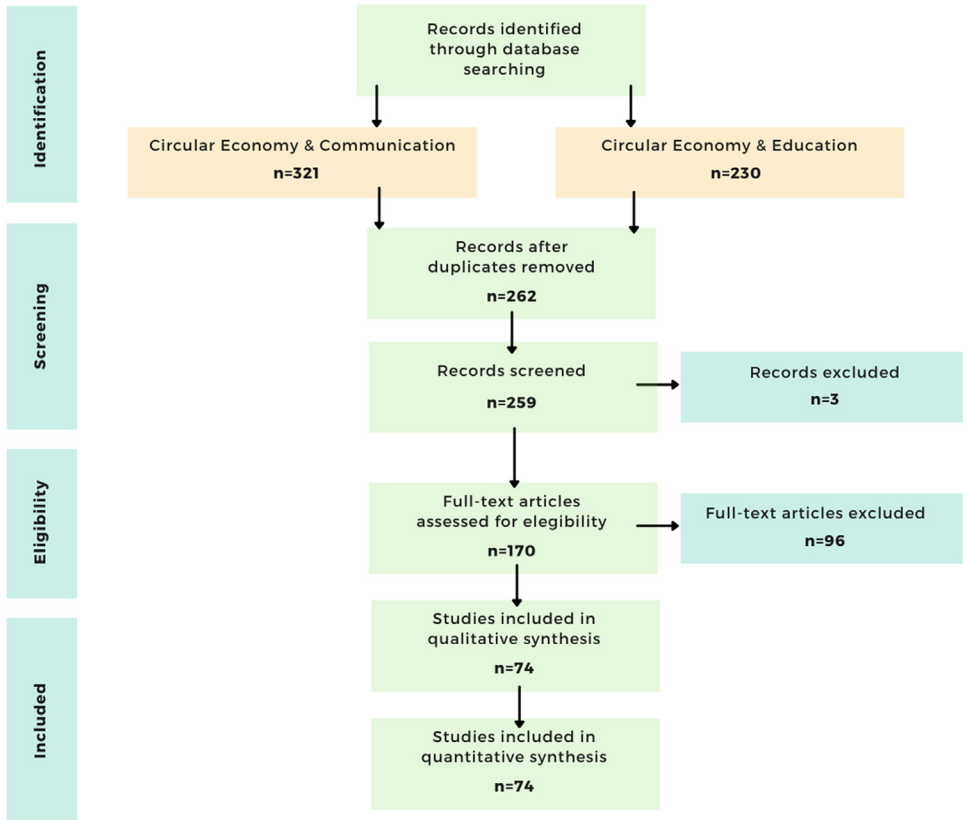 Identification
Records identified
through database
searching
Circular Economy & Communication
n=321
Circular Economy & Education
n=230
Screening
Records after
duplicates removed
n=262
Records screened
n=259
Records excluded
n=3
Eligibility
Full-text articles
assessed for elegibility
n=170
Full-text articles excluded
n=96
Included
Studies included in
qualitative synthesis
n=74
Studies included in
quantitative synthesis
n=74